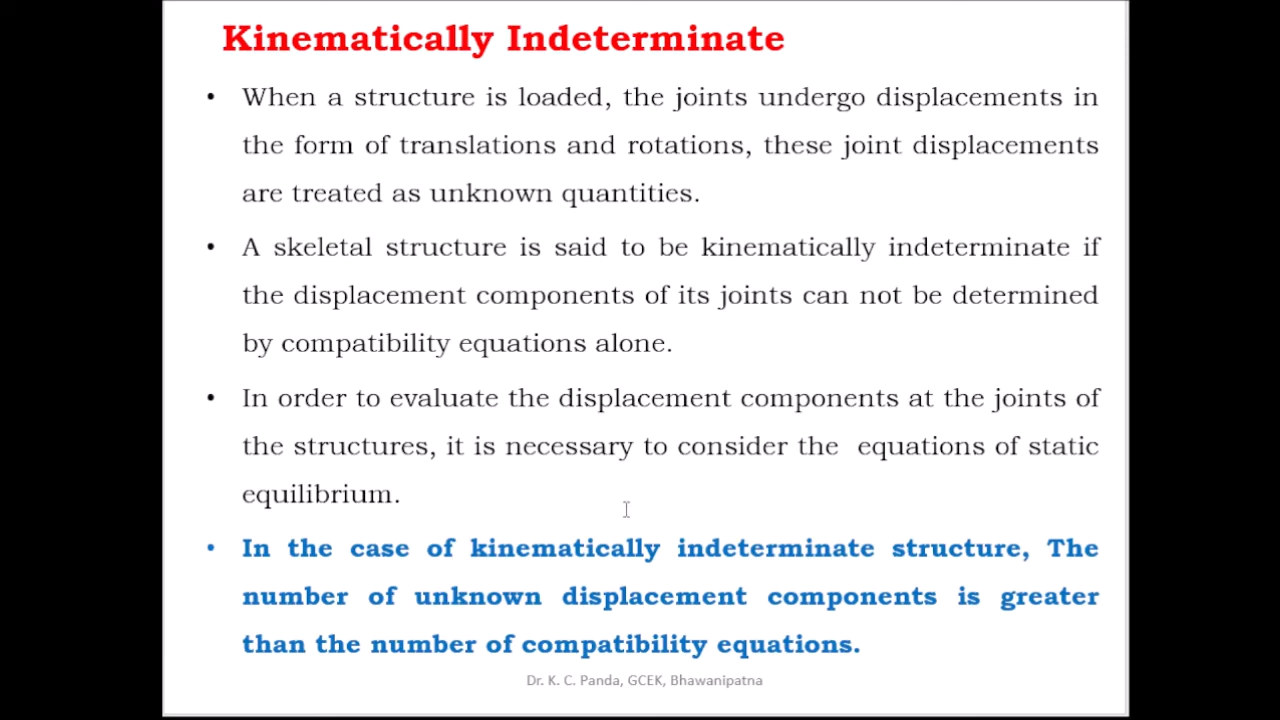 Kinematically Indeterminate
• When a structure is loaded, the joints undergo displacements in
the form of translations and rotations, these joint displacements
are treated as unknown quantities.
• A skeletal structure is said to be kinematically indeterminate if
the displacement components of its joints can not be determined
by compatibility equations alone.
• In order to evaluate the displacement components at the joints of
the structures, it is necessary to consider the equations of static
equilibrium.
• In the case of kinematically indeterminate structure, The
number of unknown displacement components is greater
than the number of compatibility equations.
Dr. K. C. Panda, GCEK, Bhawanipatna